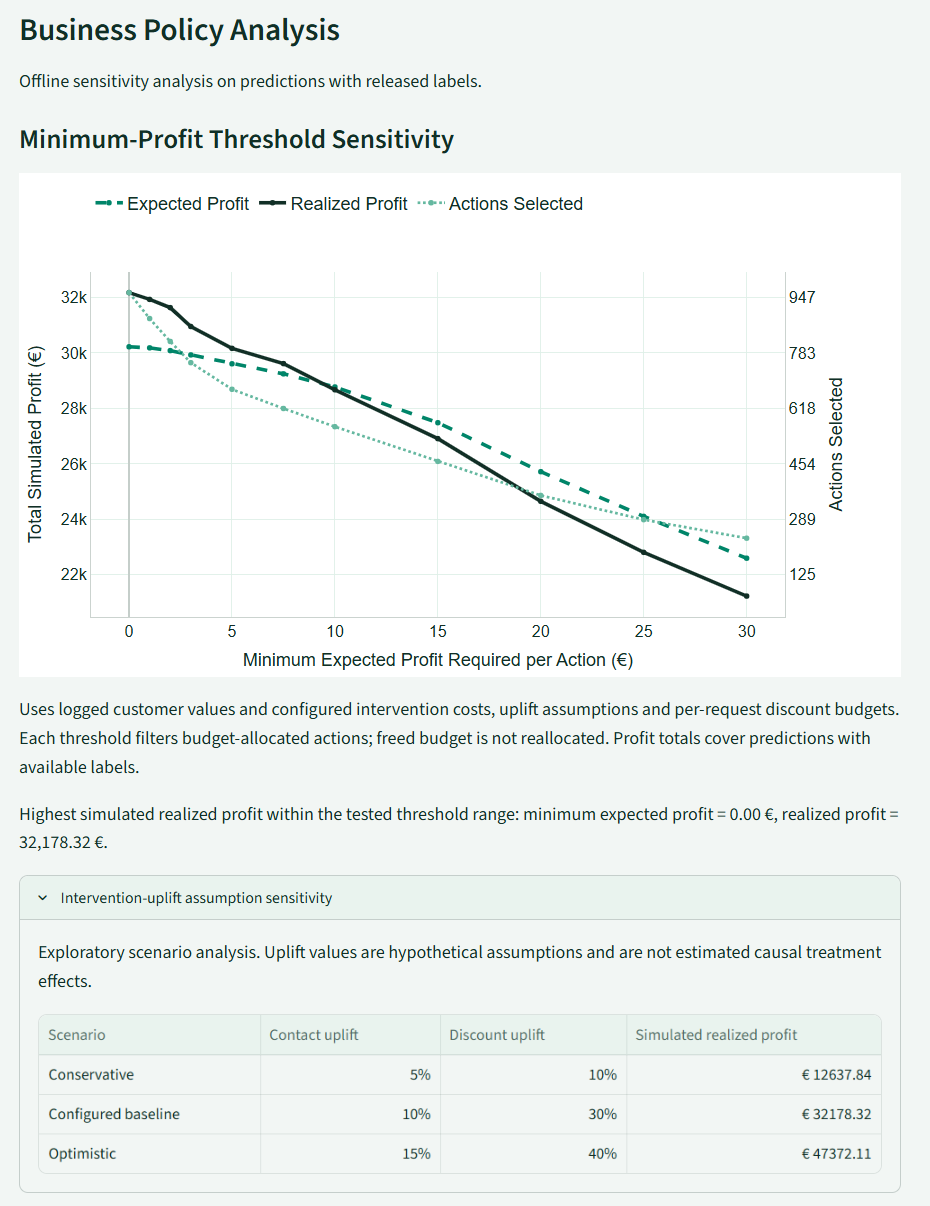 Business Policy Analysis
Offline sensitivity analysis on predictions with released labels.
Minimum-Profit Threshold Sensitivity
Expected Profit Realized Profit Actions Selected
32k
30k
28k
26k
24k
22k
Total Simulated Profit (€)
947
783
618
454
289
125
Actions Selected
0 5 10 15 20 25 30
Minimum Expected Profit Required per Action (€)
Uses logged customer values and configured intervention costs, uplift assumptions and per-request discount budgets.
Each threshold filters budget-allocated actions; freed budget is not reallocated. Profit totals cover predictions with
available labels.
Highest simulated realized profit within the tested threshold range: minimum expected profit = 0.00 €, realized profit =
32,178.32 €.
Intervention-uplift assumption sensitivity
Exploratory scenario analysis. Uplift values are hypothetical assumptions and are not estimated causal treatment
effects.
Scenario Contact uplift Discount uplift Simulated realized profit
Conservative 5% 10% € 12637.84
Configured baseline 10% 30% € 32178.32
Optimistic 15% 40% € 47372.11